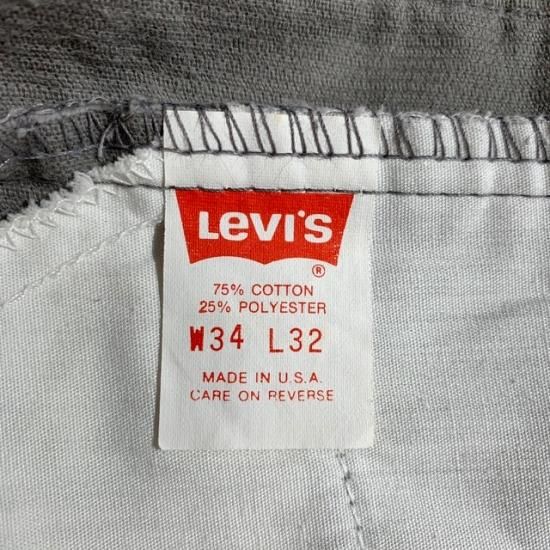 Levi's
®
75% COTTON
25% POLYESTER
W34 L32
MADE IN U.S.A.
CARE ON REVERSE